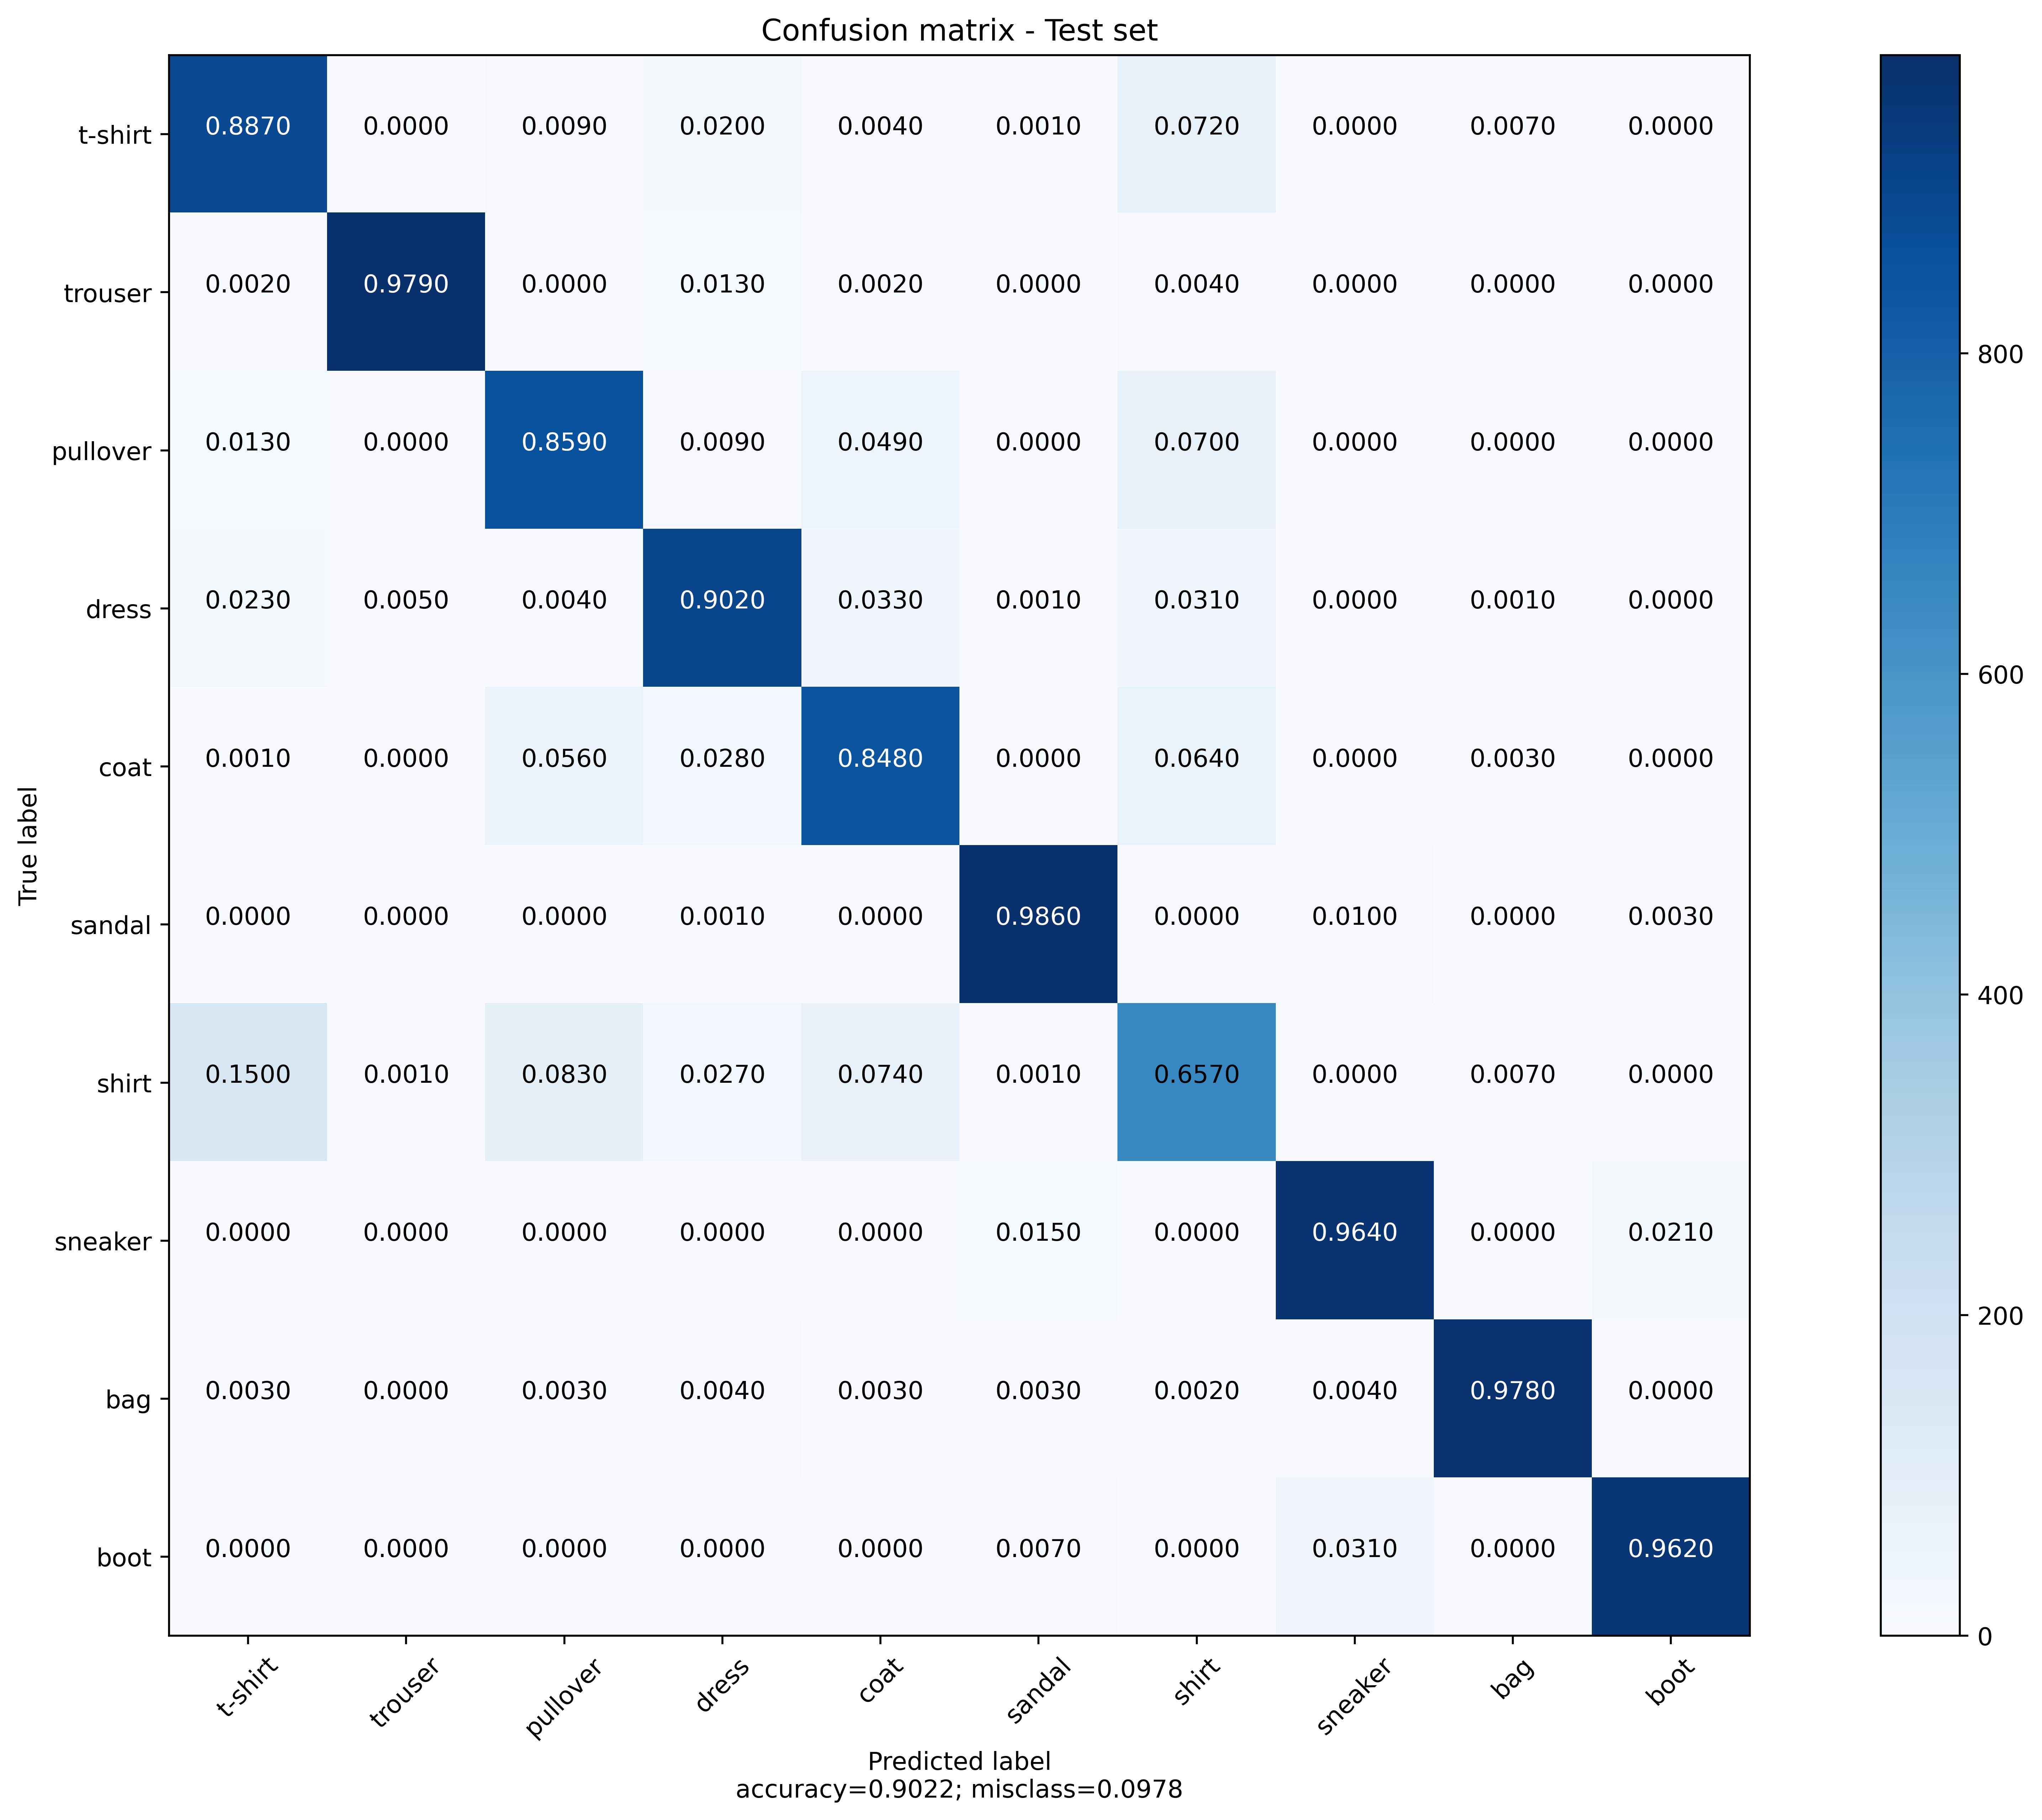 Confusion matrix - Test set
t-shirt 0.8870 0.0000 0.0090 0.0200 0.0040 0.0010 0.0720 0.0000 0.0070 0.0000
trouser 0.0020 0.9790 0.0000 0.0130 0.0020 0.0000 0.0040 0.0000 0.0000 0.0000
800
pullover 0.0130 0.0000 0.8590 0.0090 0.0490 0.0000 0.0700 0.0000 0.0000 0.0000
dress 0.0230 0.0050 0.0040 0.9020 0.0330 0.0010 0.0310 0.0000 0.0010 0.0000
600
coat 0.0010 0.0000 0.0560 0.0280 0.8480 0.0000 0.0640 0.0000 0.0030 0.0000
True label
sandal 0.0000 0.0000 0.0000 0.0010 0.0000 0.9860 0.0000 0.0100 0.0000 0.0030
400
shirt 0.1500 0.0010 0.0830 0.0270 0.0740 0.0010 0.6570 0.0000 0.0070 0.0000
sneaker 0.0000 0.0000 0.0000 0.0000 0.0000 0.0150 0.0000 0.9640 0.0000 0.0210
200
bag 0.0030 0.0000 0.0030 0.0040 0.0030 0.0030 0.0020 0.0040 0.9780 0.0000
boot 0.0000 0.0000 0.0000 0.0000 0.0000 0.0070 0.0000 0.0310 0.0000 0.9620
0
t-shirt trouser pullover dress coat sandal shirt sneaker bag boot
Predicted label
accuracy=0.9022; misclass=0.0978